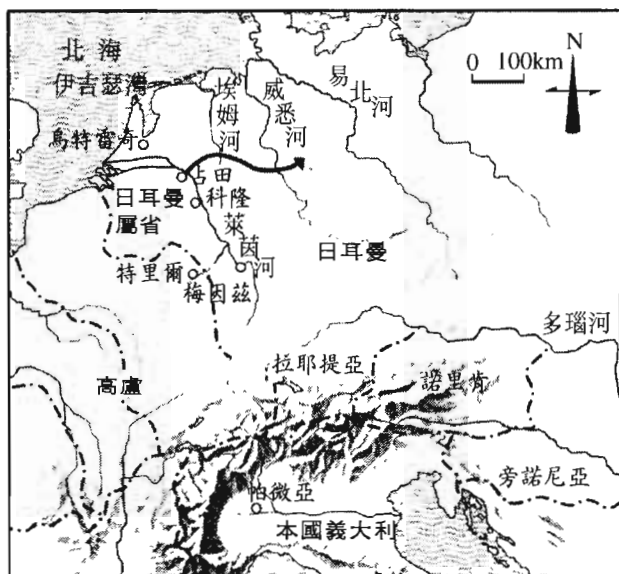 北海
伊吉瑟灣
烏特雷奇
埃姆河
威悉河
易北河
0 100km
N
占田
科隆
日耳曼
屬省
萊茵河
日耳曼
特里爾
梅因茲
多瑙河
拉耶提亞
諾里肯
高盧
旁諾尼亞
帕微亞
本國義大利